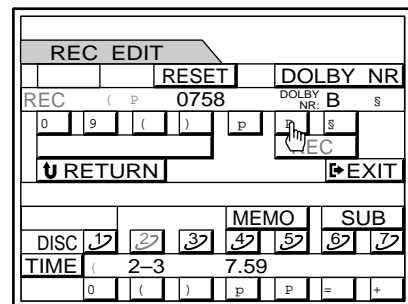 REC EDIT
RESET DOLBY NR
REC ( P 0758 DOLBY NR: B §
0 9 ( ) p P §
REC
RETURN EXIT
MEMO SUB
DISC 1 2 3 4 5 6 7
TIME ( 2–3 7.59
0 ( ) p P = +